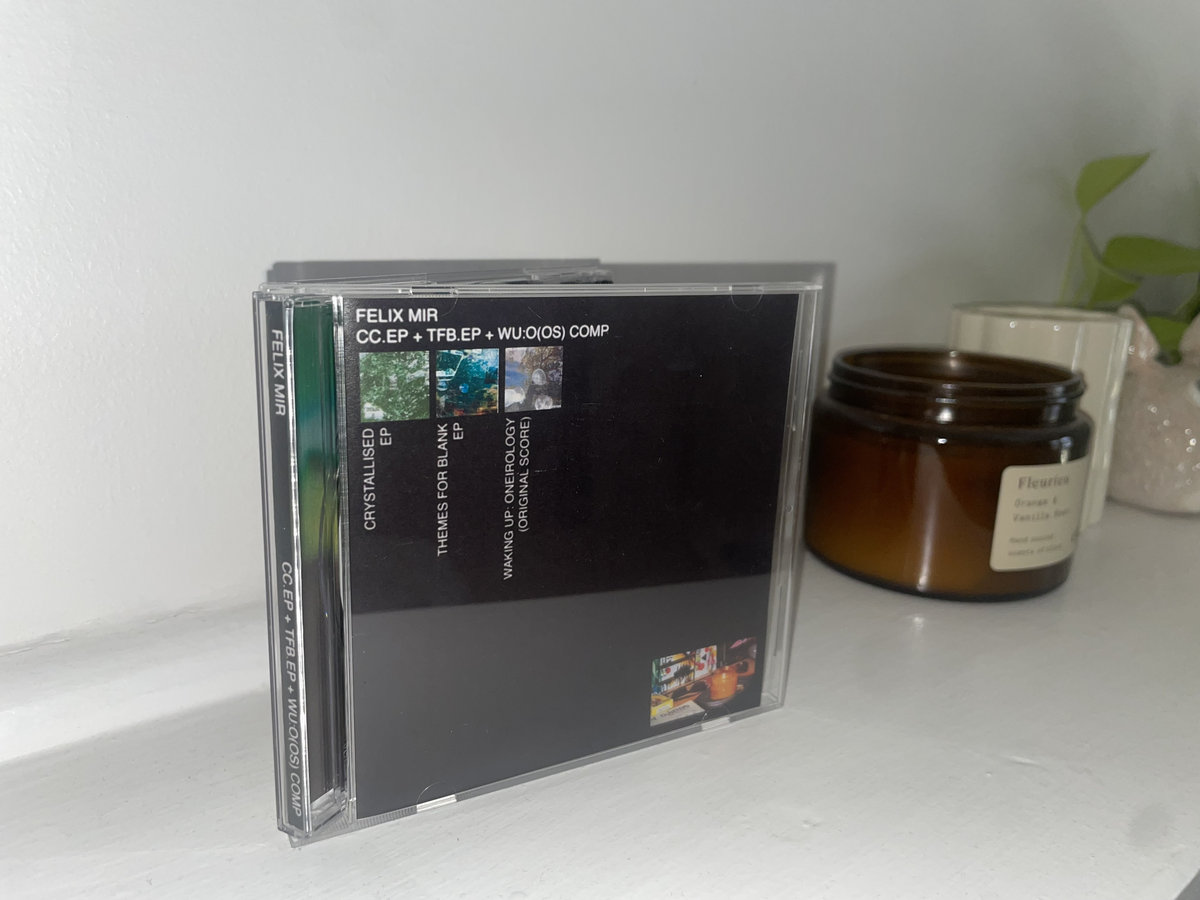 FELIX MIR
CC.EP + TFB.EP + WU:O(OS) COMP
CRYSTALLISED
EP
THEMES FOR BLANK
EP
WAKING UP: ONEIROLOGY
(ORIGINAL SCORE)
FELIX MIR
CC.EP + TFB.EP + WU:O(OS) COMP
Orange &
Vanilla